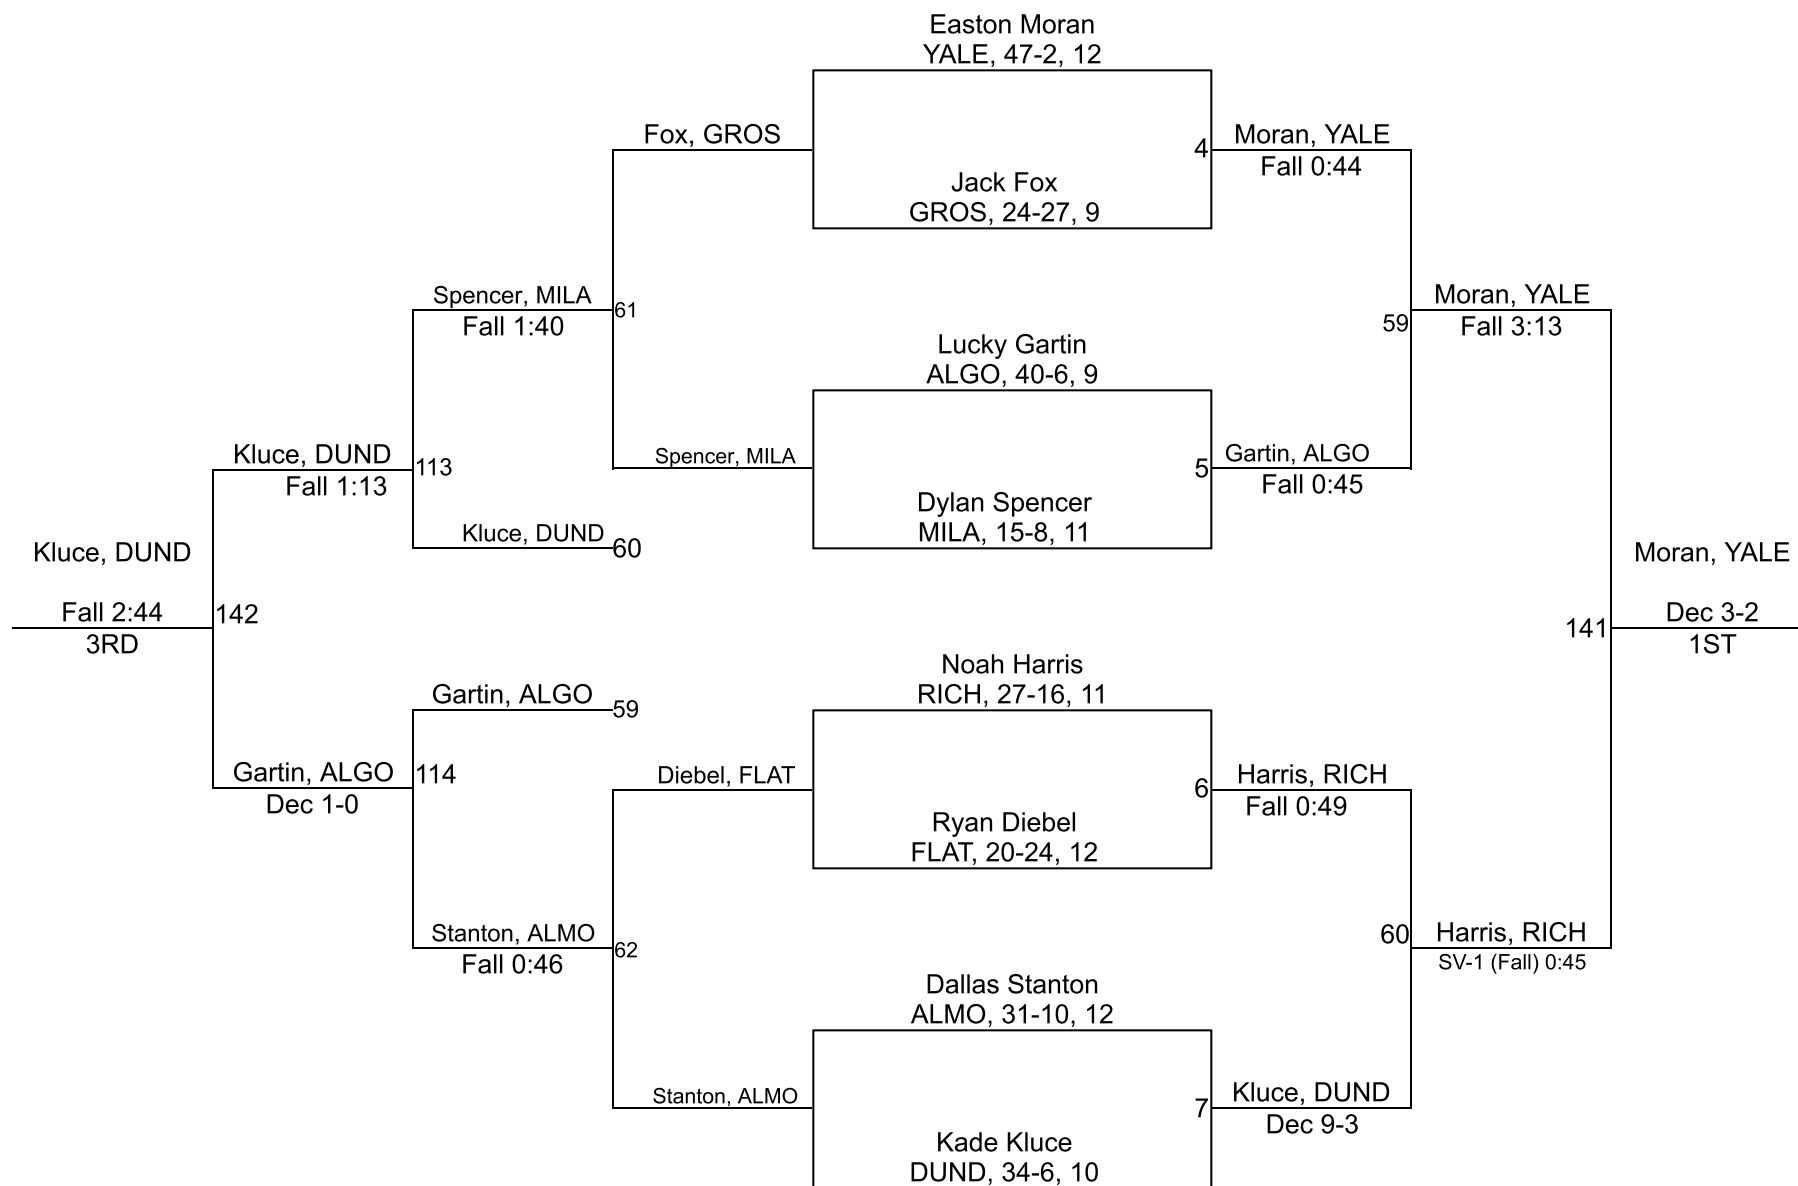 Easton Moran
YALE, 47-2, 12
Fox, GROS
4
Moran, YALE
Fall 0:44
Jack Fox
GROS, 24-27, 9
Spencer, MILA
Fall 1:40
61
59
Moran, YALE
Fall 3:13
Lucky Gartin
ALGO, 40-6, 9
Kluce, DUND
Fall 1:13
113
Spencer, MILA
5
Gartin, ALGO
Fall 0:45
Dylan Spencer
MILA, 15-8, 11
Kluce, DUND
60
Kluce, DUND
Fall 2:44
3RD
142
Moran, YALE
141
Dec 3-2
1ST
Noah Harris
RICH, 27-16, 11
Gartin, ALGO
59
Gartin, ALGO
Dec 1-0
114
Diebel, FLAT
6
Harris, RICH
Fall 0:49
Ryan Diebel
FLAT, 20-24, 12
Stanton, ALMO
Fall 0:46
62
60
Harris, RICH
SV-1 (Fall) 0:45
Dallas Stanton
ALMO, 31-10, 12
Stanton, ALMO
7
Kluce, DUND
Dec 9-3
Kade Kluce
DUND, 34-6, 10